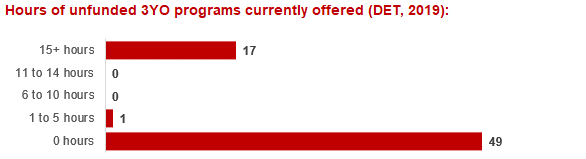 Hours of unfunded 3YO programs currently offered (DET, 2019):
15+ hours 17
11 to 14 hours 0
6 to 10 hours 0
1 to 5 hours 1
0 hours 49